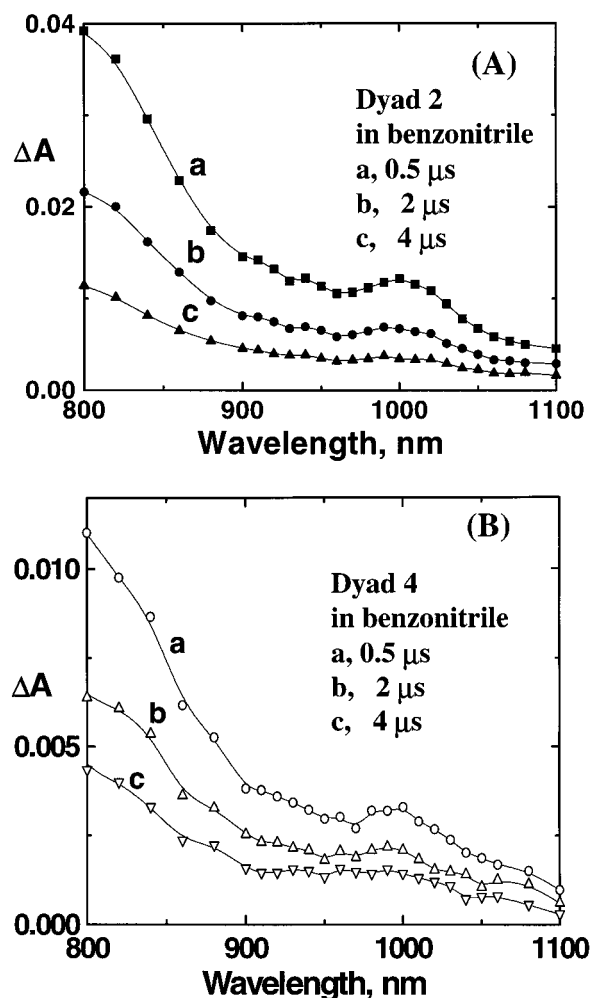 0.04
(A)
Dyad 2
in benzonitrile
a, 0.5 μs
b, 2 μs
c, 4 μs
ΔA
a
0.02
b
c
0.00
800 900 1000 1100
Wavelength, nm
(B)
0.010
Dyad 4
in benzonitrile
a, 0.5 μs
b, 2 μs
c, 4 μs
a
ΔA
b
0.005
c
0.000
800 900 1000 1100
Wavelength, nm